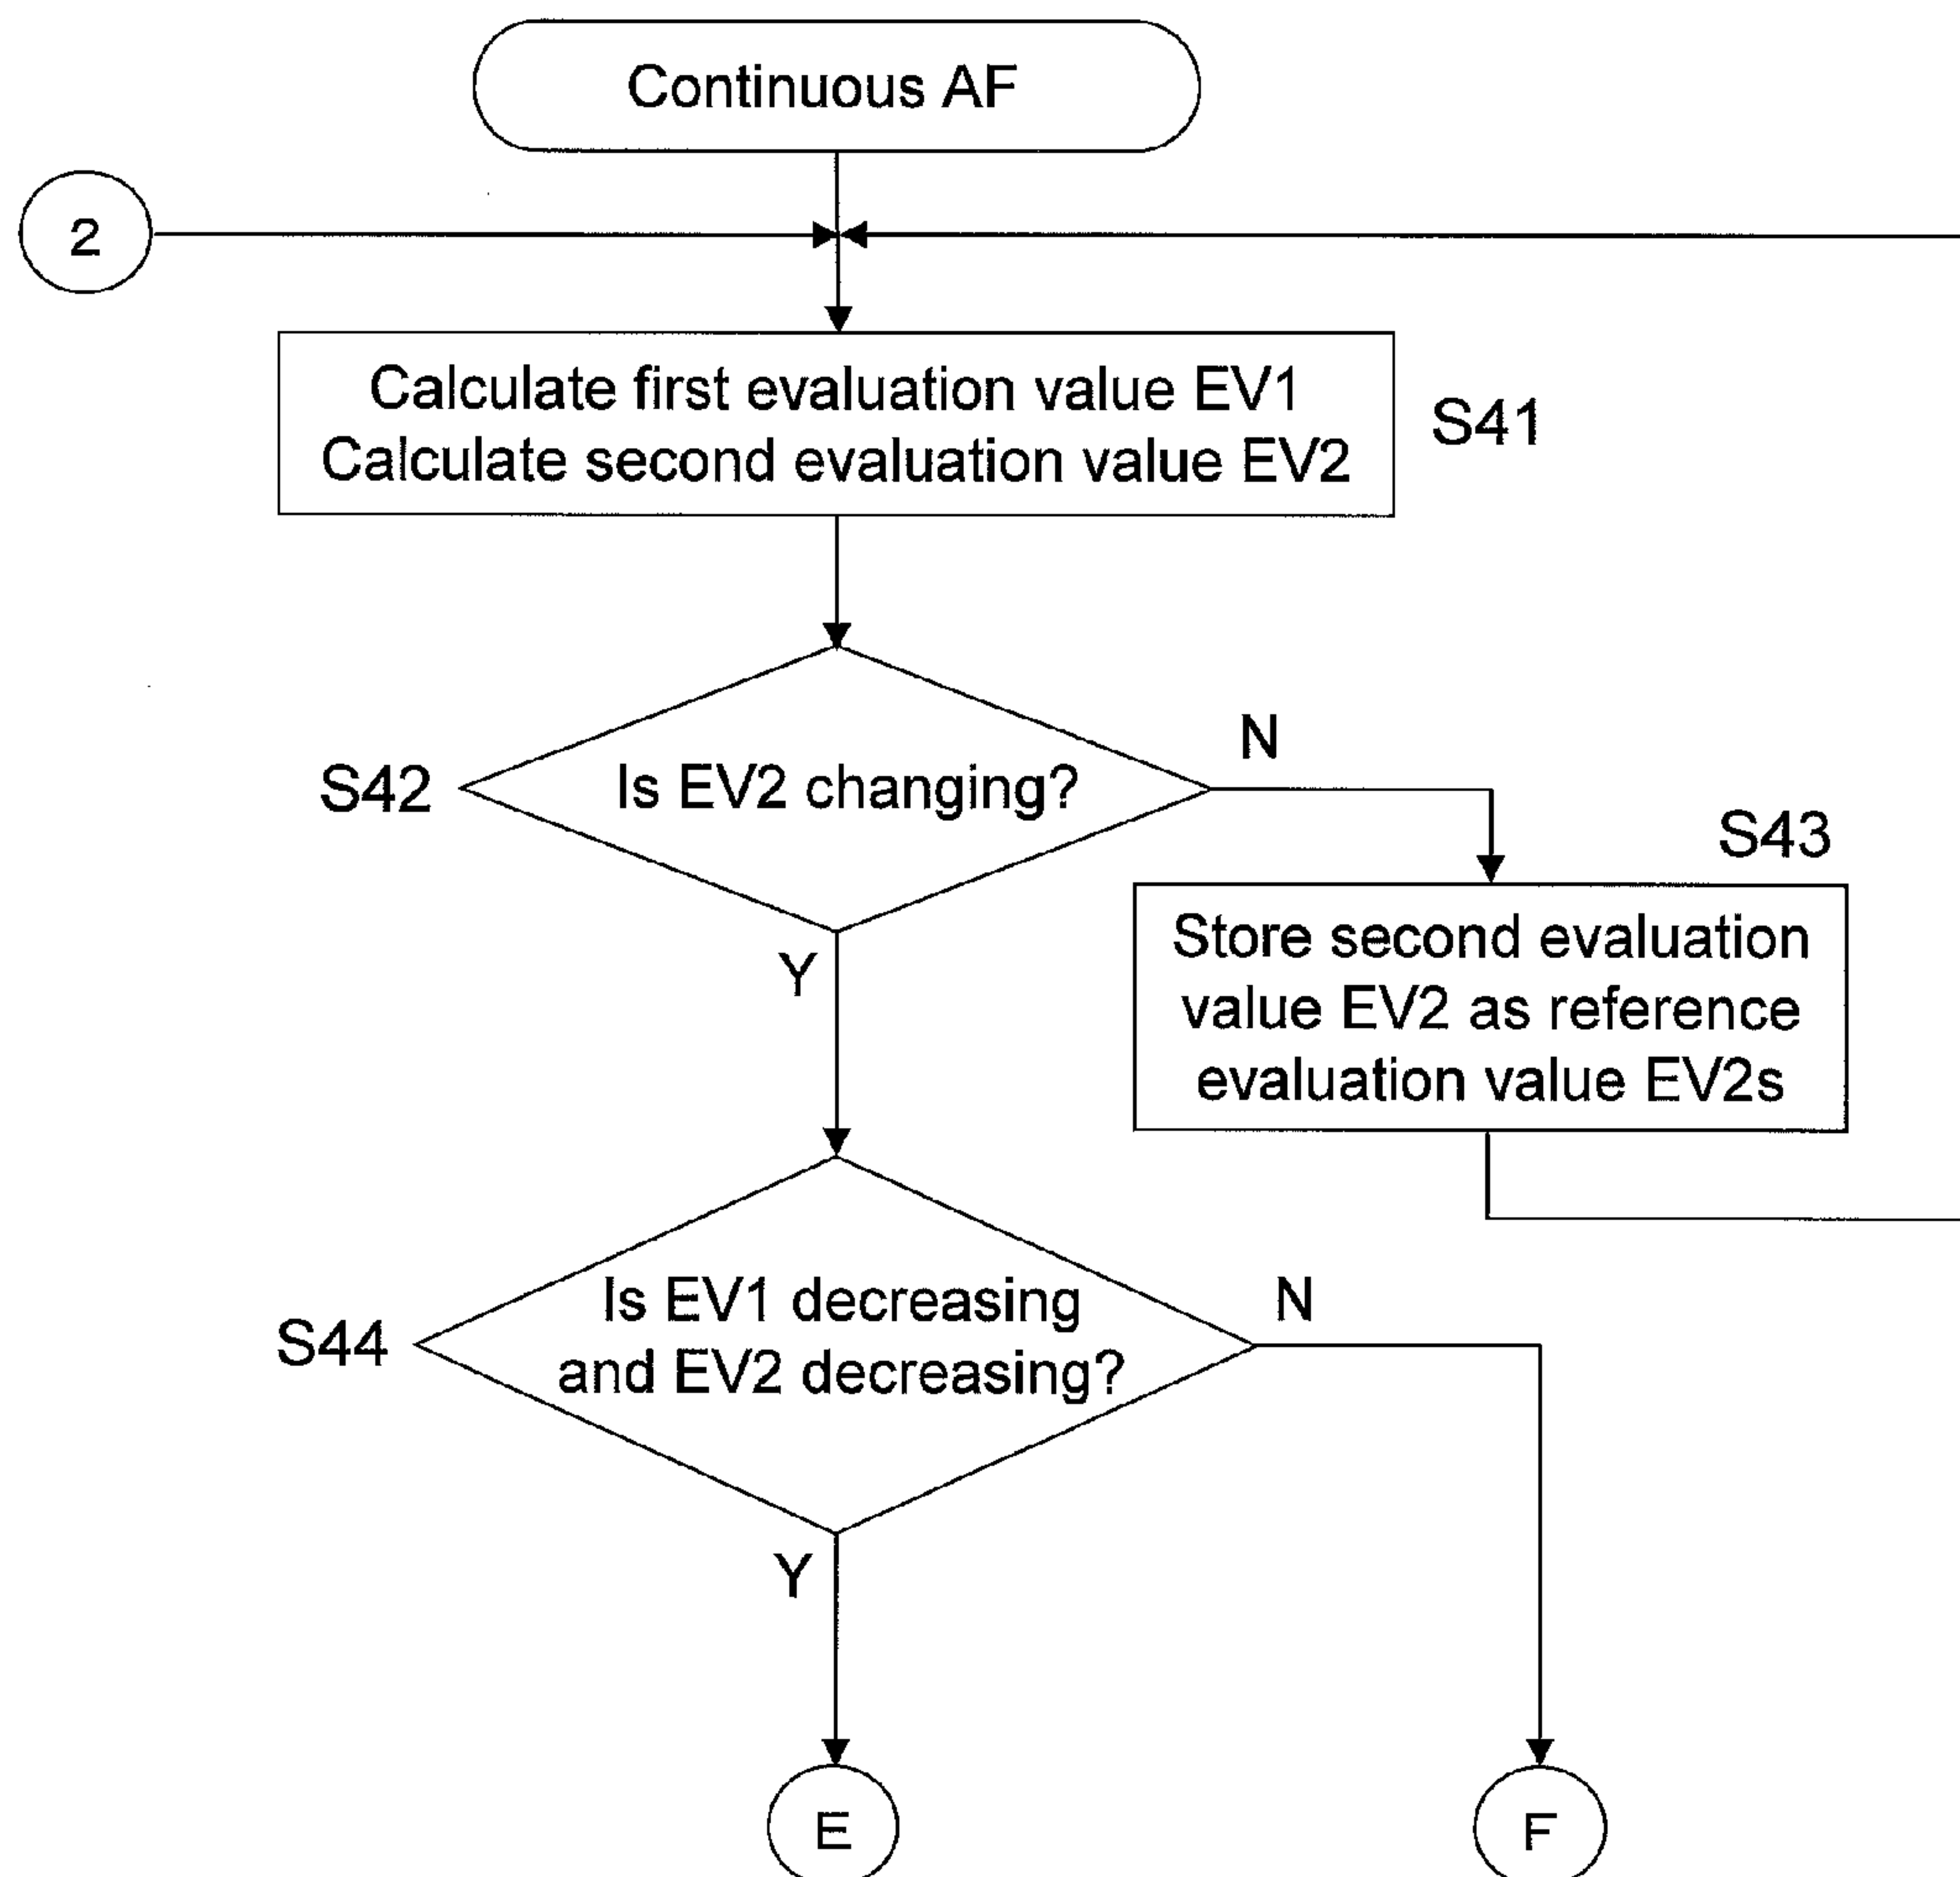 Continuous AF
2
Calculate first evaluation value EV1
Calculate second evaluation value EV2
S41
S42
Is EV2 changing?
N
S43
Store second evaluation
value EV2 as reference
evaluation value EV2s
Y
S44
Is EV1 decreasing
and EV2 decreasing?
N
Y
E
F